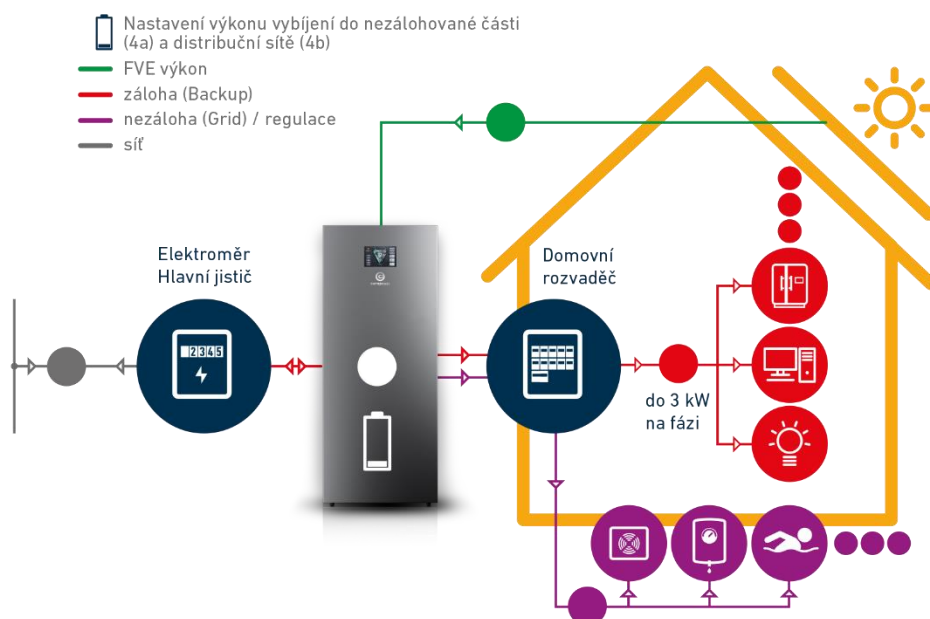 Nastavení výkonu vybíjení do nezálohované části
(4a) a distribuční sítě (4b)
FVE výkon
záloha (Backup)
nezáloha (Grid) / regulace
síť
Elektroměr
Hlavní jistič
Domovní
rozvaděč
2345
do 3 kW
na fázi